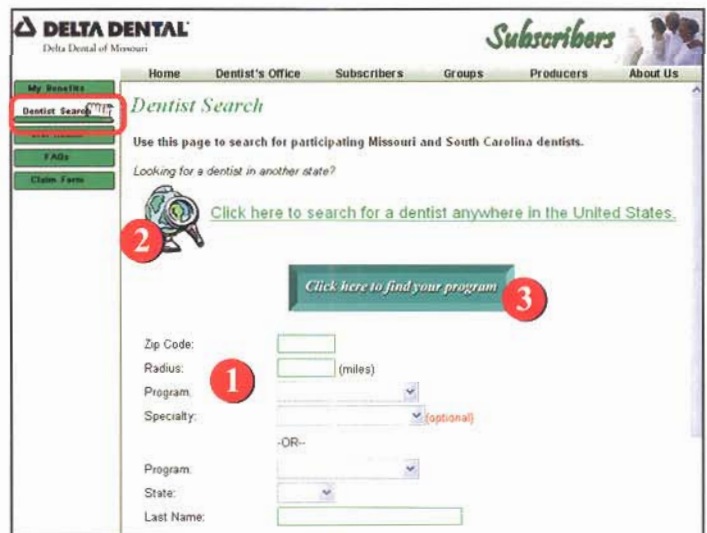 DELTA DENTAL
Delta Dental of Missouri
Subscribers
Home Dentist's Office Subscribers Groups Producers About Us
My Benefits
Dentist Search
FAQs
Claim Form
Dentist Search
Use this page to search for participating Missouri and South Carolina dentists.
Looking for a dentist in another state?
Click here to search for a dentist anywhere in the United States.
2
Click here to find your program
3
Zip Code:
Radius: (miles)
1
Program:
Specialty: (optional)
-OR--
Program:
State:
Last Name: